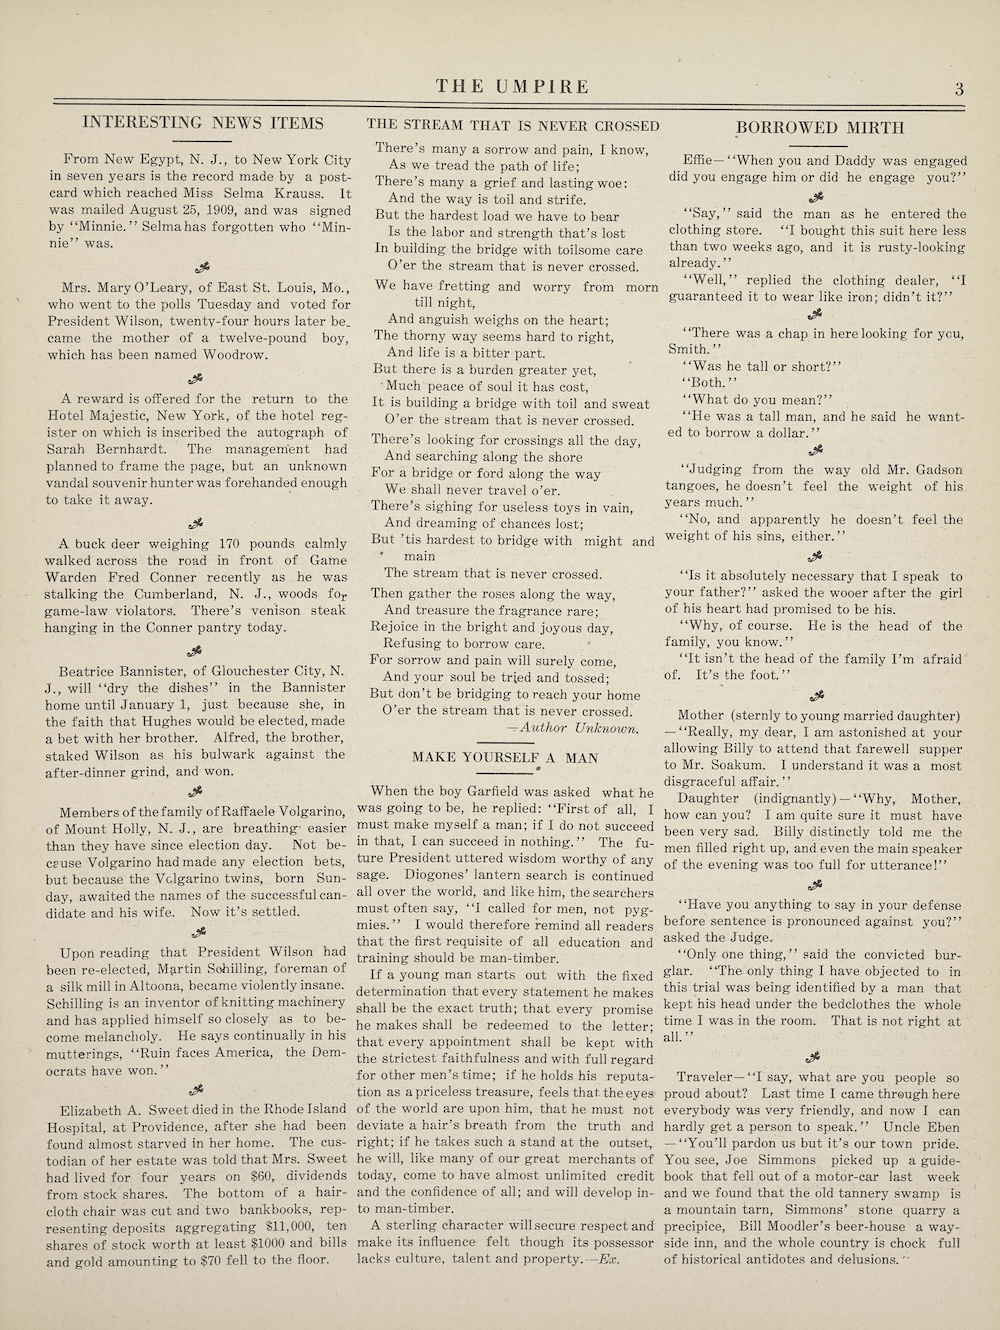 THE UMPIRE
3
INTERESTING NEWS ITEMS
From New Egypt, N. J., to New York City
in seven years is the record made by a post-
card which reached Miss Selma Krauss. It
was mailed August 25, 1909, and was signed
by "Minnie." Selma has forgotten who "Min-
nie" was.
Mrs. Mary O'Leary, of East St. Louis, Mo.,
who went to the polls Tuesday and voted for
President Wilson, twenty-four hours later be-
came the mother of a twelve-pound boy,
which has been named Woodrow.
A reward is offered for the return to the
Hotel Majestic, New York, of the hotel reg-
ister on which is inscribed the autograph of
Sarah Bernhardt. The management had
planned to frame the page, but an unknown
vandal souvenir hunter was forehanded enough
to take it away.
A buck deer weighing 170 pounds calmly
walked across the road in front of Game
Warden Fred Conner recently as he was
stalking the Cumberland, N. J., woods for
game-law violators. There's venison steak
hanging in the Conner pantry today.
Beatrice Bannister, of Glouchester City, N.
J., will "dry the dishes" in the Bannister
home until January 1, just because she, in
the faith that Hughes would be elected, made
a bet with her brother. Alfred, the brother,
staked Wilson as his bulwark against the
after-dinner grind, and won.
Members of the family of Raffaele Volgarino,
of Mount Holly, N. J., are breathing easier
than they have since election day. Not be-
cause Volgarino had made any election bets,
but because the Volgarino twins, born Sun-
day, awaited the names of the successful can-
didate and his wife. Now it's settled.
Upon reading that President Wilson had
been re-elected, Martin Schilling, foreman of
a silk mill in Altoona, became violently insane.
Schilling is an inventor of knitting machinery
and has applied himself so closely as to be-
come melancholy. He says continually in his
mutterings, "Ruin faces America, the Dem-
ocrats have won."
Elizabeth A. Sweet died in the Rhode Island
Hospital, at Providence, after she had been
found almost starved in her home. The cus-
todian of her estate was told that Mrs. Sweet
had lived for four years on $60, dividends
from stock shares. The bottom of a hair-
cloth chair was cut and two bankbooks, rep-
resenting deposits aggregating $11,000, ten
shares of stock worth at least $1000 and bills
and gold amounting to $70 fell to the floor.
THE STREAM THAT IS NEVER CROSSED
There's many a sorrow and pain, I know,
As we tread the path of life;
There's many a grief and lasting woe:
And the way is toil and strife.
But the hardest load we have to bear
Is the labor and strength that's lost
In building the bridge with toilsome care
O'er the stream that is never crossed.
We have fretting and worry from morn
till night,
And anguish weighs on the heart;
The thorny way seems hard to right,
And life is a bitter part.
But there is a burden greater yet,
Much peace of soul it has cost,
It is building a bridge with toil and sweat
O'er the stream that is never crossed.
There's looking for crossings all the day,
And searching along the shore
For a bridge or ford along the way
We shall never travel o'er.
There's sighing for useless toys in vain,
And dreaming of chances lost;
But 'tis hardest to bridge with might and
main
The stream that is never crossed.
Then gather the roses along the way,
And treasure the fragrance rare;
Rejoice in the bright and joyous day,
Refusing to borrow care.
For sorrow and pain will surely come,
And your soul be tried and tossed;
But don't be bridging to reach your home
O'er the stream that is never crossed.
—Author Unknown.
MAKE YOURSELF A MAN
When the boy Garfield was asked what he
was going to be, he replied: "First of all, I
must make myself a man; if I do not succeed
in that, I can succeed in nothing." The fu-
ture President uttered wisdom worthy of any
sage. Diogones' lantern search is continued
all over the world, and like him, the searchers
must often say, "I called for men, not pyg-
mies." I would therefore remind all readers
that the first requisite of all education and
training should be man-timber.
If a young man starts out with the fixed
determination that every statement he makes
shall be the exact truth; that every promise
he makes shall be redeemed to the letter;
that every appointment shall be kept with
the strictest faithfulness and with full regard
for other men's time; if he holds his reputa-
tion as a priceless treasure, feels that the eyes
of the world are upon him, that he must not
deviate a hair's breath from the truth and
right; if he takes such a stand at the outset,
he will, like many of our great merchants of
today, come to have almost unlimited credit
and the confidence of all; and will develop in-
to man-timber.
A sterling character will secure respect and
make its influence felt though its possessor
lacks culture, talent and property.—Ex.
BORROWED MIRTH
Effie—"When you and Daddy was engaged
did you engage him or did he engage you?"
"Say," said the man as he entered the
clothing store. "I bought this suit here less
than two weeks ago, and it is rusty-looking
already."
"Well," replied the clothing dealer, "I
guaranteed it to wear like iron; didn't it?"
"There was a chap in here looking for you,
Smith."
"Was he tall or short?"
"Both."
"What do you mean?"
"He was a tall man, and he said he want-
ed to borrow a dollar."
"Judging from the way old Mr. Gadson
tangoes, he doesn't feel the weight of his
years much."
"No, and apparently he doesn't feel the
weight of his sins, either."
"Is it absolutely necessary that I speak to
your father?" asked the wooer after the girl
of his heart had promised to be his.
"Why, of course. He is the head of the
family, you know."
"It isn't the head of the family I'm afraid
of. It's the foot."
Mother (sternly to young married daughter)
—"Really, my dear, I am astonished at your
allowing Billy to attend that farewell supper
to Mr. Soakum. I understand it was a most
disgraceful affair."
Daughter (indignantly)—"Why, Mother,
how can you? I am quite sure it must have
been very sad. Billy distinctly told me the
men filled right up, and even the main speaker
of the evening was too full for utterance!"
"Have you anything to say in your defense
before sentence is pronounced against you?"
asked the Judge.
"Only one thing," said the convicted bur-
glar. "The only thing I have objected to in
this trial was being identified by a man that
kept his head under the bedclothes the whole
time I was in the room. That is not right at
all."
Traveler—"I say, what are you people so
proud about? Last time I came through here
everybody was very friendly, and now I can
hardly get a person to speak." Uncle Eben
—"You'll pardon us but it's our town pride.
You see, Joe Simmons picked up a guide-
book that fell out of a motor-car last week
and we found that the old tannery swamp is
a mountain tarn, Simmons' stone quarry a
precipice, Bill Moodler's beer-house a way-
side inn, and the whole country is chock full
of historical antidotes and delusions."